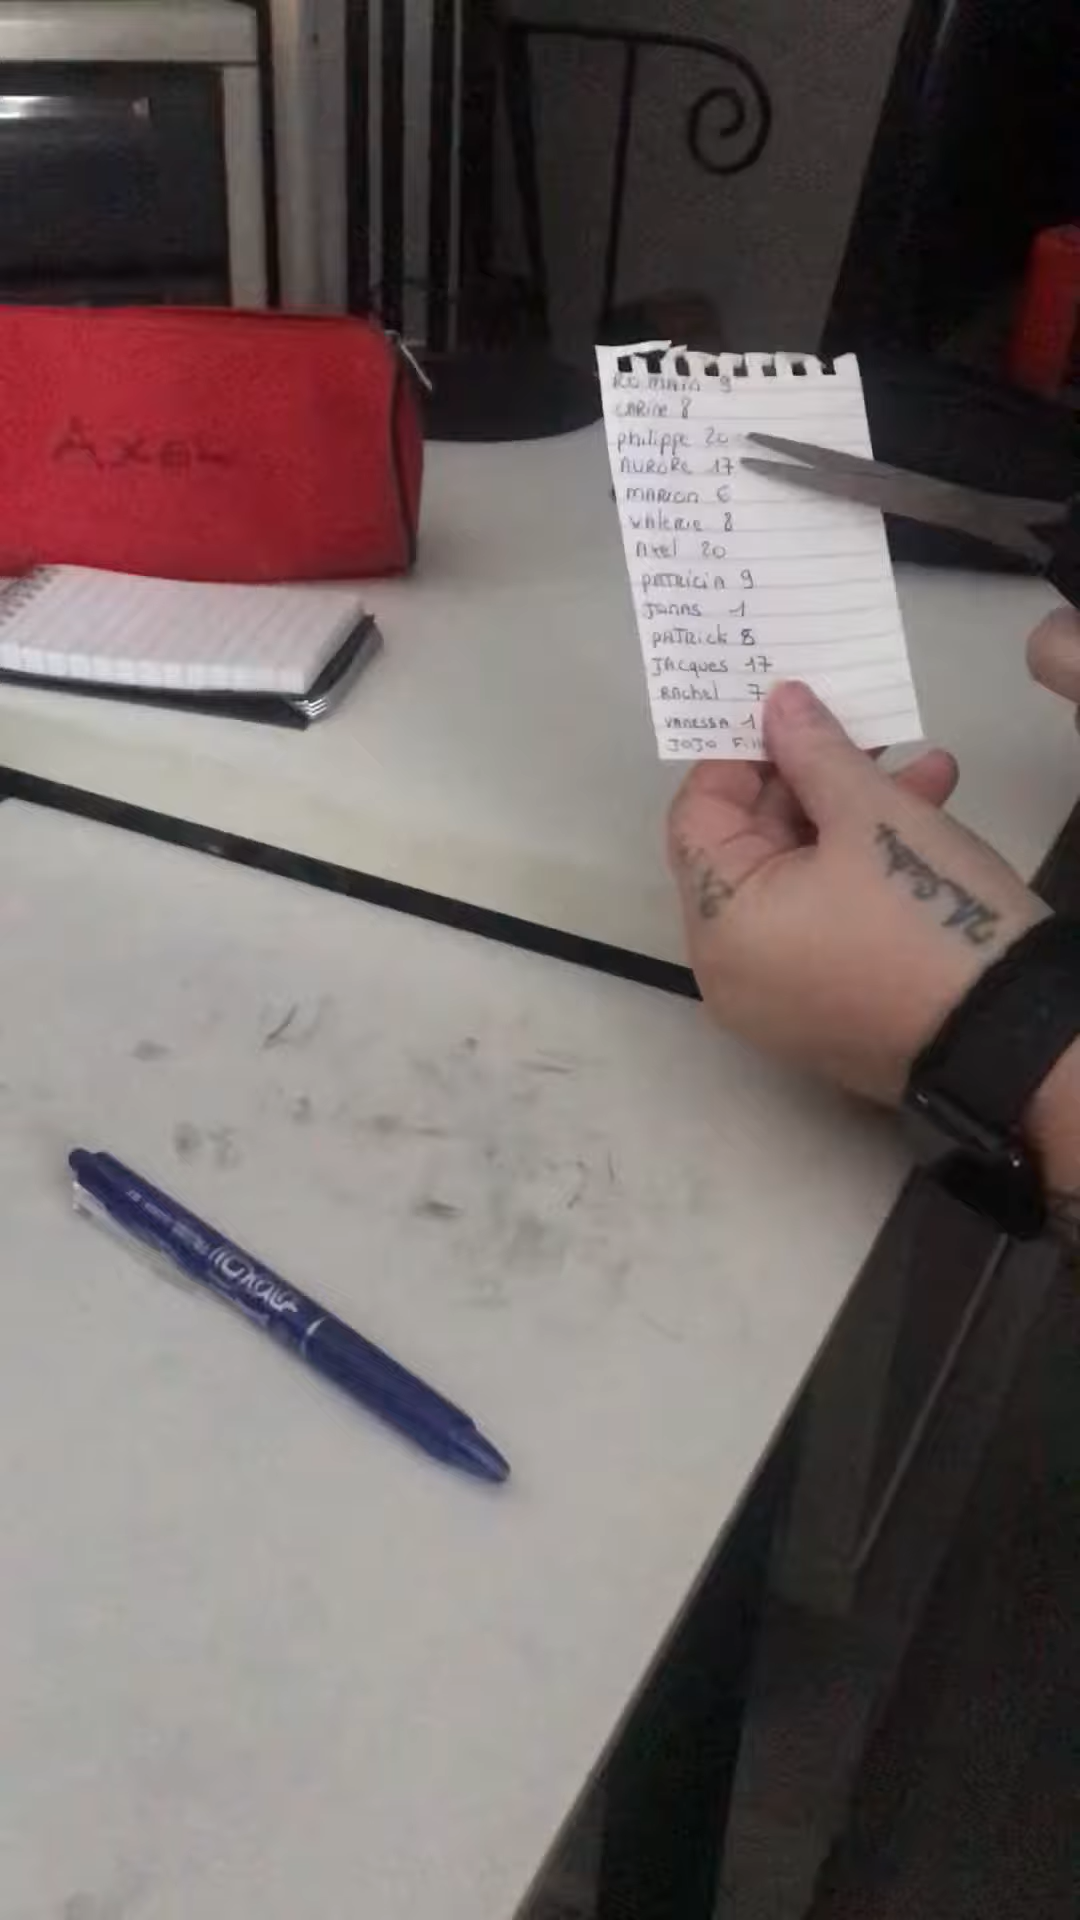 Axel
ROMAIN 9
CARINE 8
philippe 20
AURORE 17
MARION 6
VALERIE 8
Axel 20
PATRICIA 9
JONAS 1
PATRICK 8
JACQUES 17
RACHEL 7
VANESSA 1
JOJO